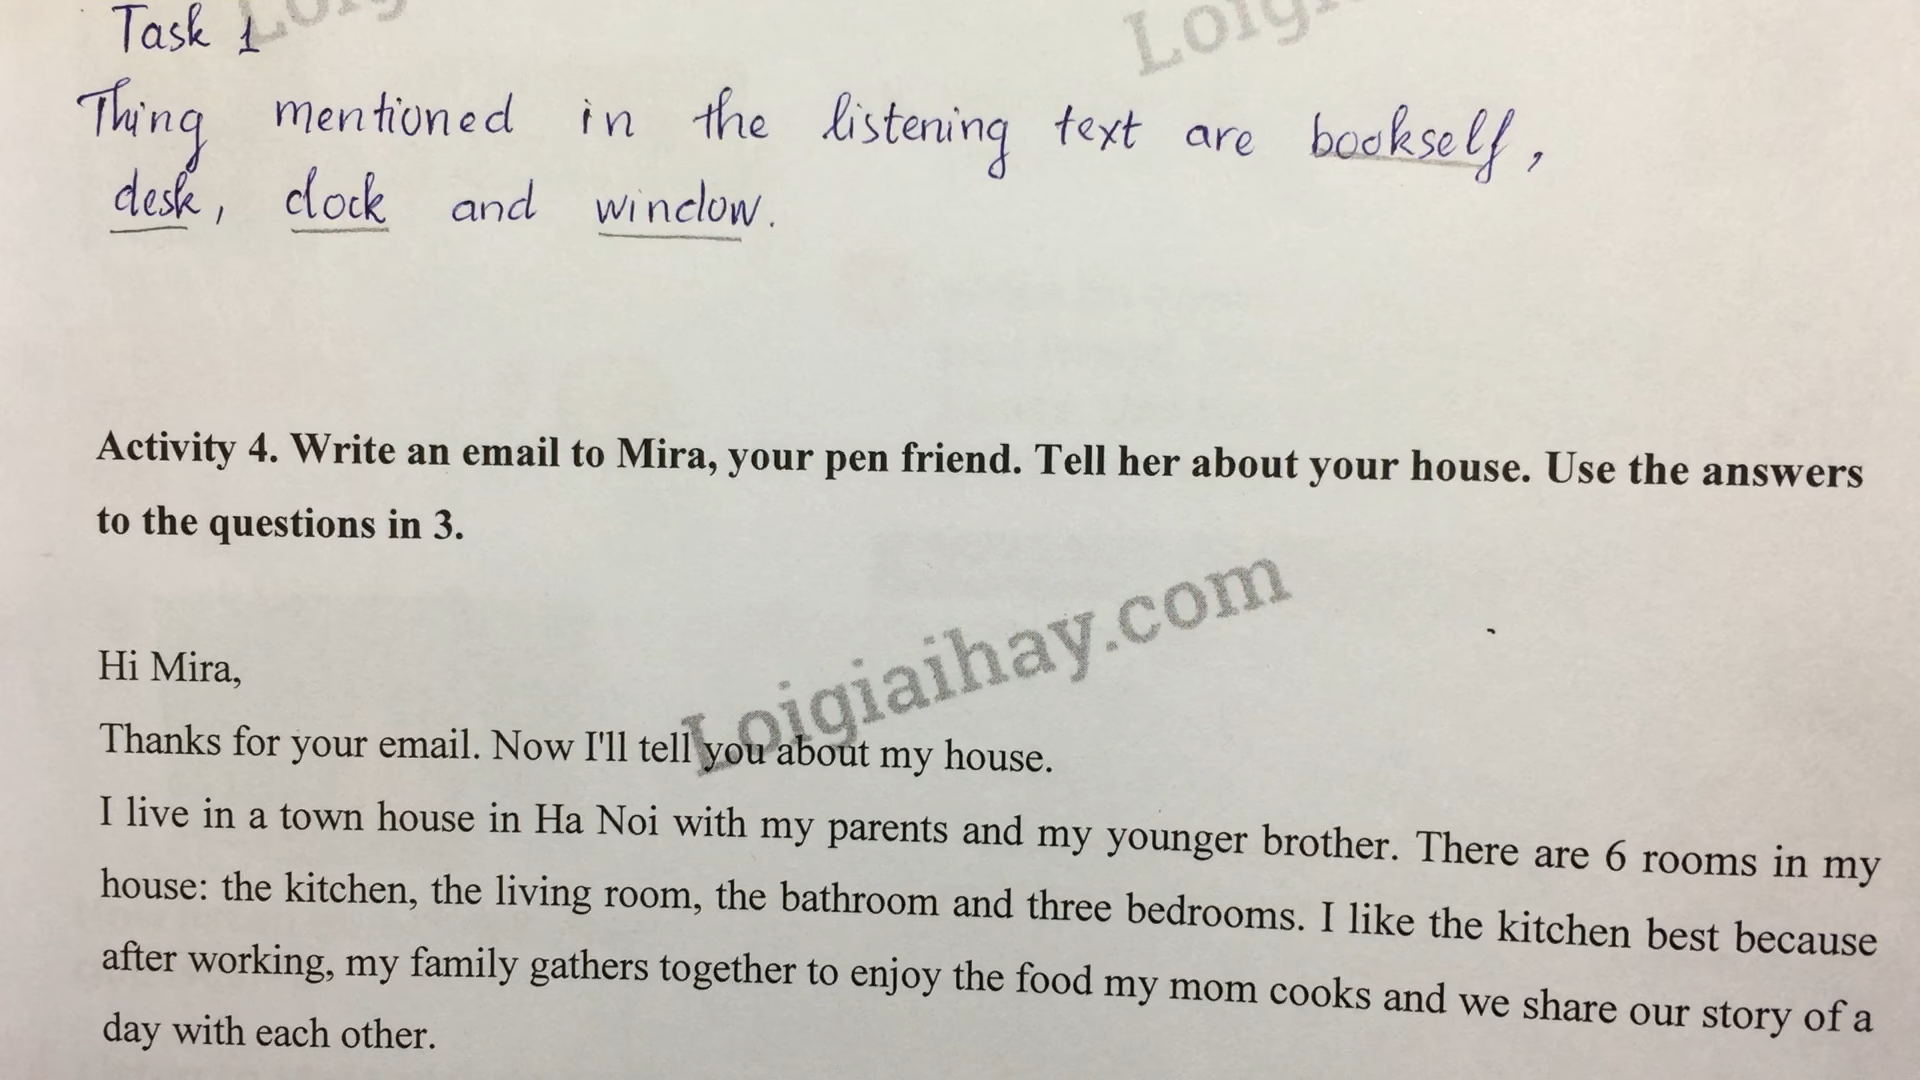 Task 1
Thing mentioned in the listening text are bookself,
desk, clock and window.
Activity 4. Write an email to Mira, your pen friend. Tell her about your house. Use the answers
to the questions in 3.
Loigiaihay.com
Hi Mira,
Thanks for your email. Now I'll tell you about my house.
I live in a town house in Ha Noi with my parents and my younger brother. There are 6 rooms in my
house: the kitchen, the living room, the bathroom and three bedrooms. I like the kitchen best because
after working, my family gathers together to enjoy the food my mom cooks and we share our story of a
day with each other.